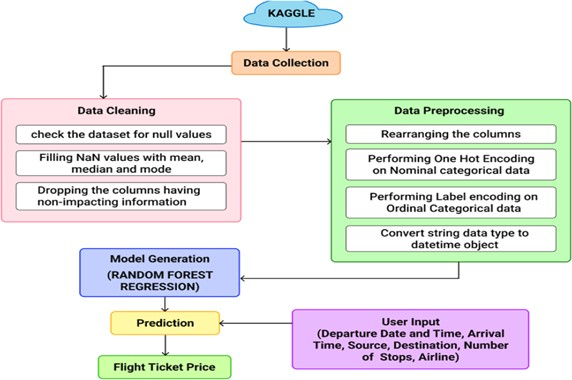 KAGGLE
Data Collection
Data Cleaning
check the dataset for null values
Filling NaN values with mean,
median and mode
Dropping the columns having
non-impacting information
Data Preprocessing
Rearranging the columns
Performing One Hot Encoding
on Nominal categorical data
Performing Label encoding on
Ordinal Categorical data
Convert string data type to
datetime object
Model Generation
(RANDOM FOREST
REGRESSION)
Prediction
User Input
(Departure Date and Time, Arrival
Time, Source, Destination, Number
of Stops, Airline)
Flight Ticket Price